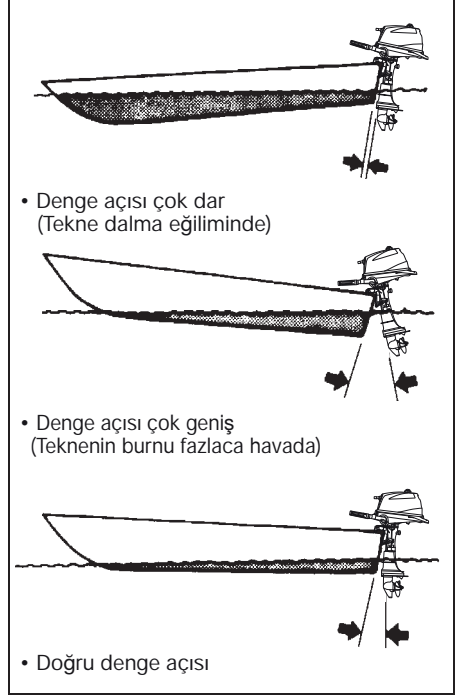 • Denge açısı çok dar
(Tekne dalma eğiliminde)
• Denge açısı çok geniş
(Teknenin burnu fazlaca havada)
• Doğru denge açısı